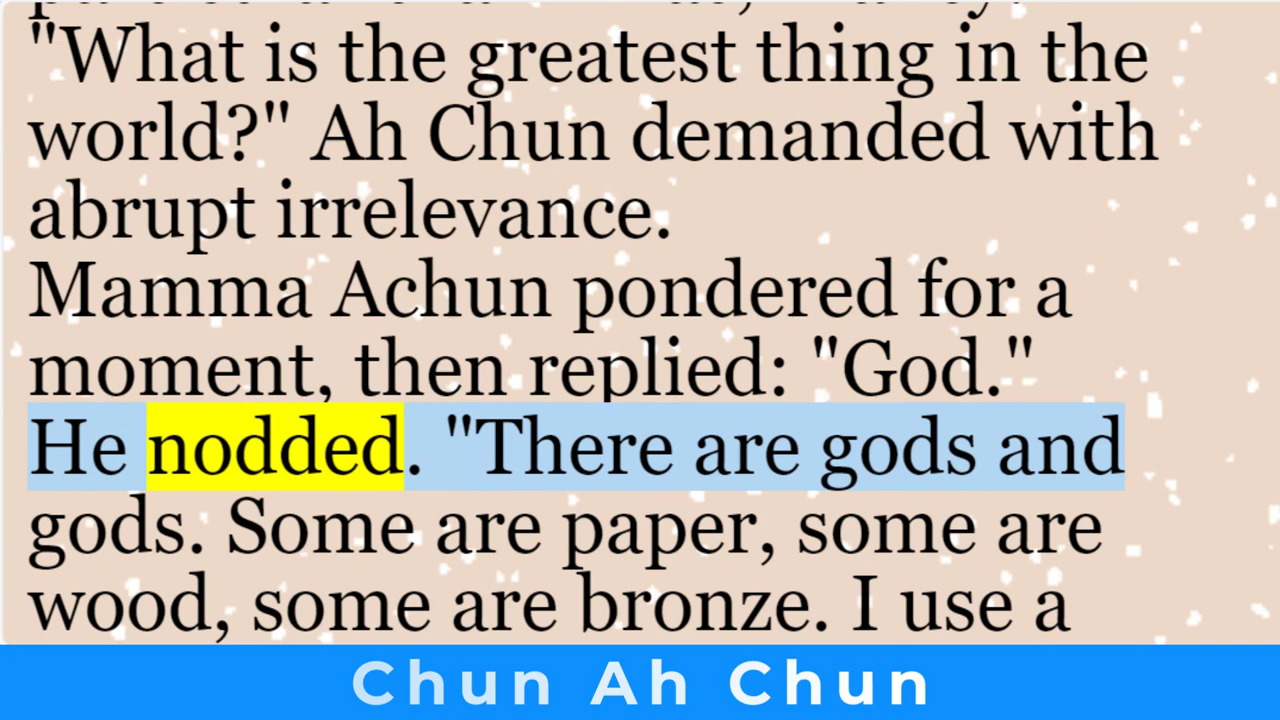 "What is the greatest thing in the
world?" Ah Chun demanded with
abrupt irrelevance.
Mamma Achun pondered for a
moment, then replied: "God."
He nodded. "There are gods and
gods. Some are paper, some are
wood, some are bronze. I use a
Chun Ah Chun